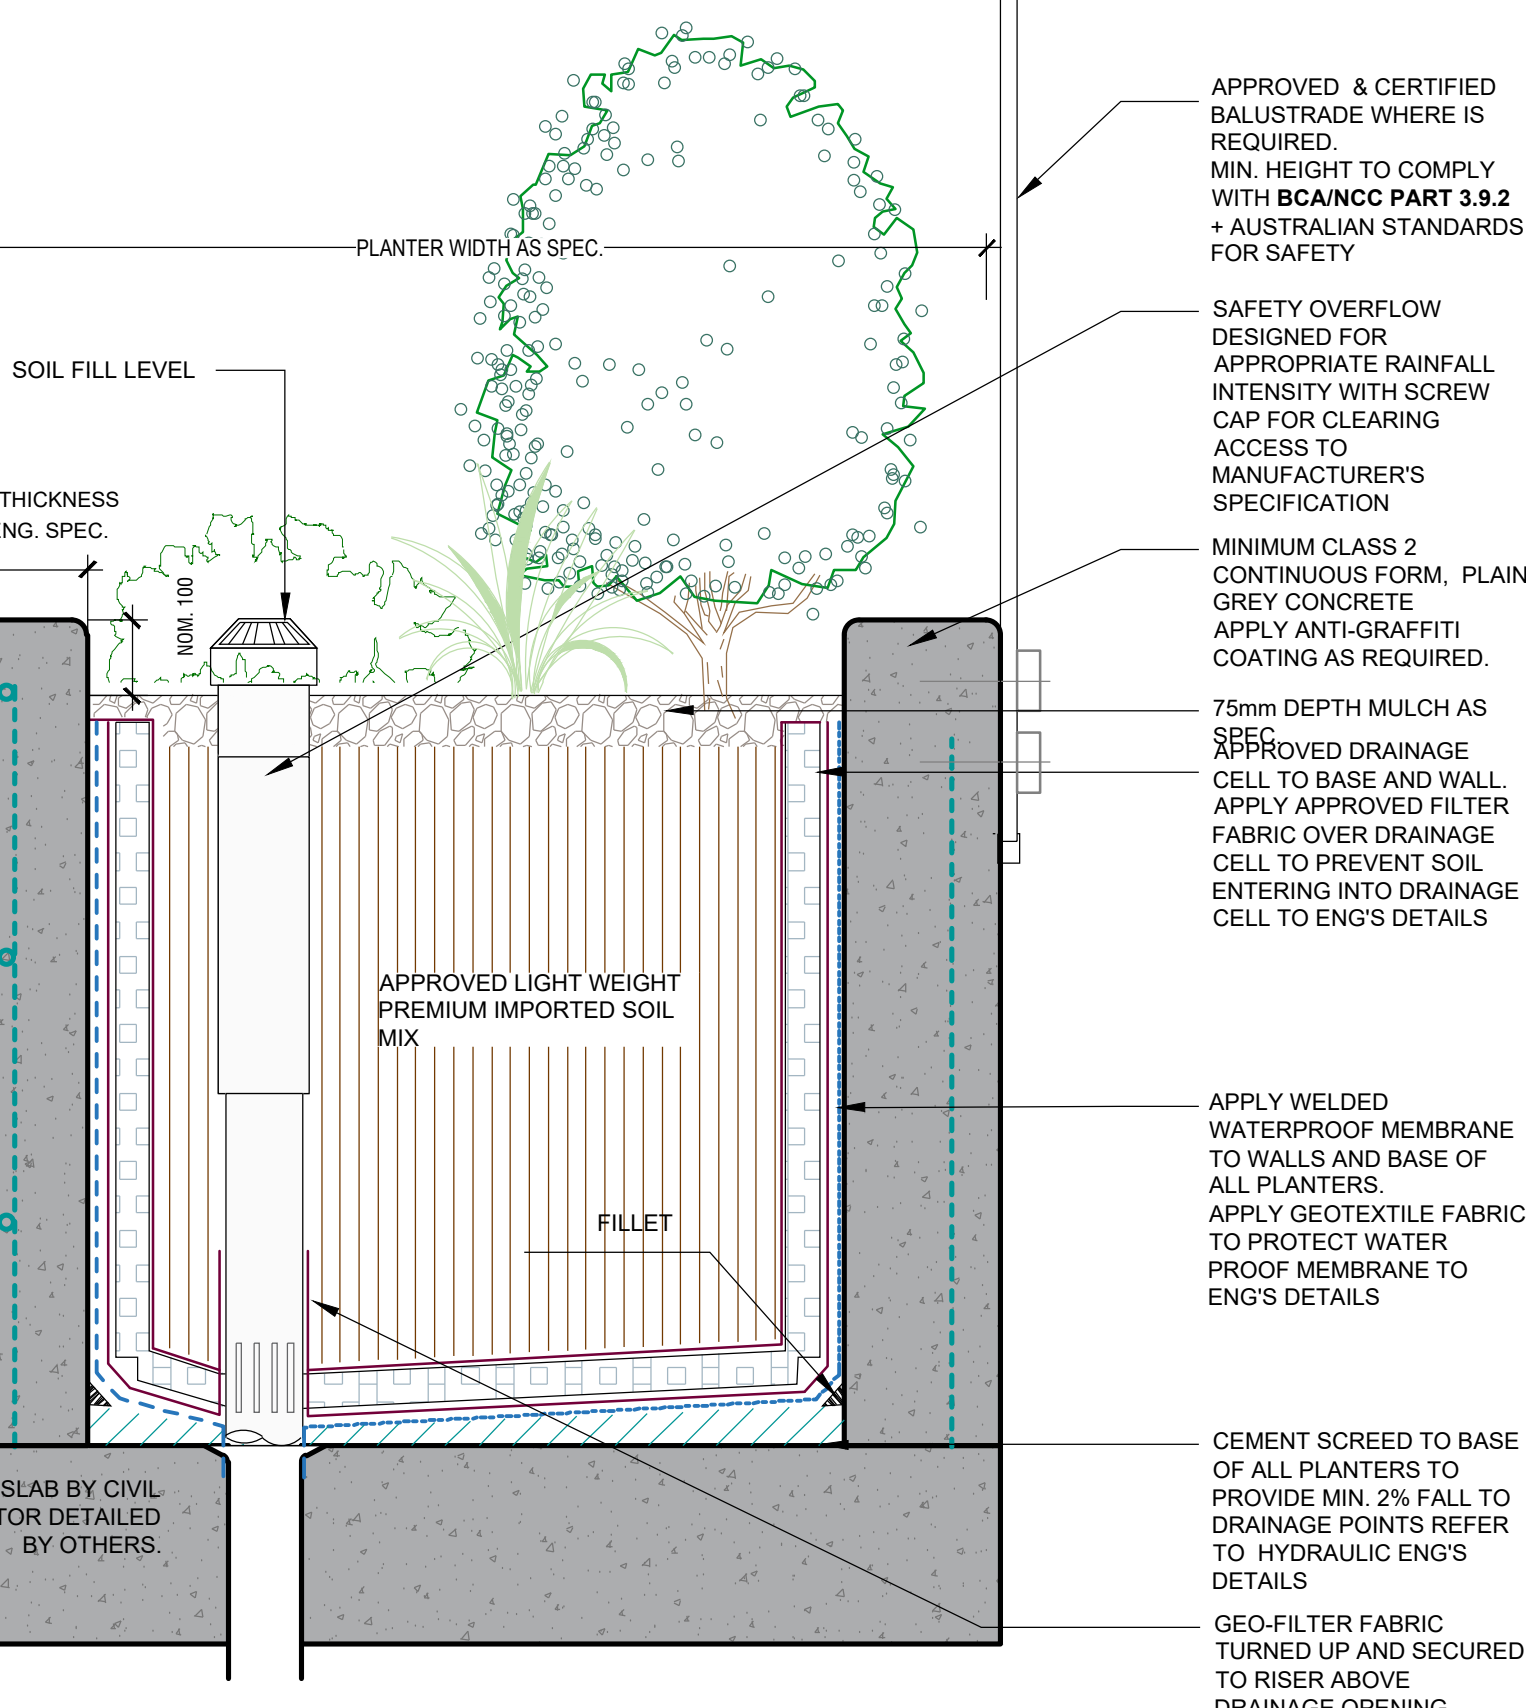 APPROVED & CERTIFIED
BALUSTRADE WHERE IS
REQUIRED.
MIN. HEIGHT TO COMPLY
WITH BCA/NCC PART 3.9.2
+ AUSTRALIAN STANDARDS
FOR SAFETY
PLANTER WIDTH AS SPEC.
SAFETY OVERFLOW
DESIGNED FOR
APPROPRIATE RAINFALL
INTENSITY WITH SCREW
CAP FOR CLEARING
ACCESS TO
MANUFACTURER'S
SPECIFICATION
SOIL FILL LEVEL
THICKNESS
ENG. SPEC.
NOM. 100
MINIMUM CLASS 2
CONTINUOUS FORM, PLAIN
GREY CONCRETE
APPLY ANTI-GRAFFITI
COATING AS REQUIRED.
75mm DEPTH MULCH AS
SPEC.
APPROVED DRAINAGE
CELL TO BASE AND WALL.
APPLY APPROVED FILTER
FABRIC OVER DRAINAGE
CELL TO PREVENT SOIL
ENTERING INTO DRAINAGE
CELL TO ENG'S DETAILS
APPROVED LIGHT WEIGHT
PREMIUM IMPORTED SOIL
MIX
APPLY WELDED
WATERPROOF MEMBRANE
TO WALLS AND BASE OF
ALL PLANTERS.
APPLY GEOTEXTILE FABRIC
TO PROTECT WATER
PROOF MEMBRANE TO
ENG'S DETAILS
FILLET
CEMENT SCREED TO BASE
OF ALL PLANTERS TO
PROVIDE MIN. 2% FALL TO
DRAINAGE POINTS REFER
TO HYDRAULIC ENG'S
DETAILS
SLAB BY CIVIL
TOR DETAILED
BY OTHERS.
GEO-FILTER FABRIC
TURNED UP AND SECURED
TO RISER ABOVE
DRAINAGE OPENING